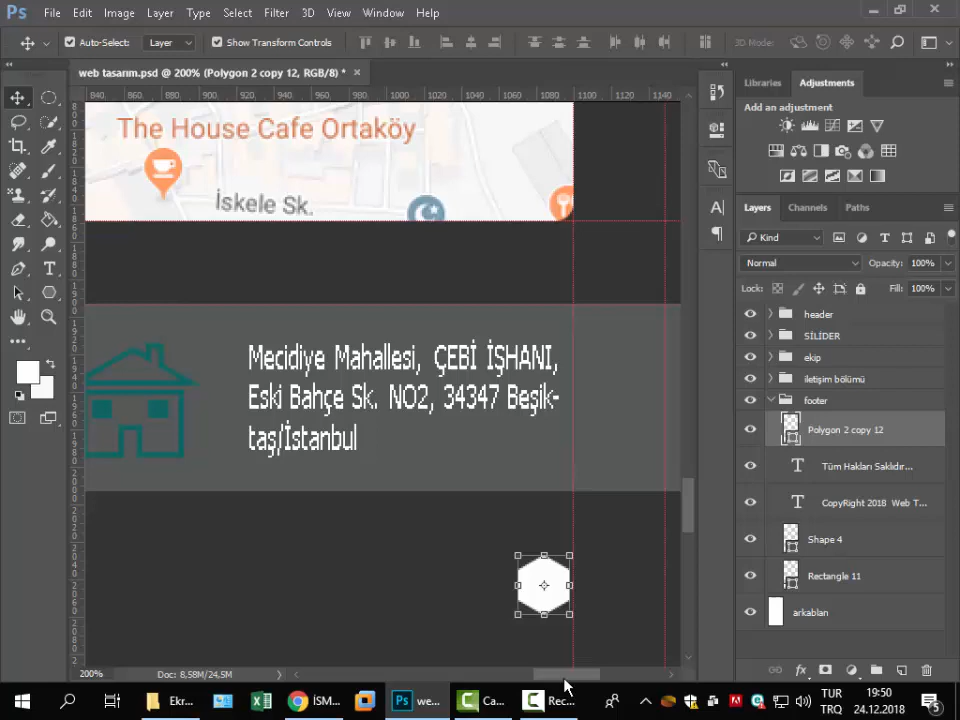 Ps File Edit Image Layer Type Select Filter 3D View Window Help
Auto-Select: Layer Show Transform Controls 3D Mode:
web tasarım.psd @ 200% (Polygon 2 copy 12, RGB/8) *
840 860 880 900 920 940 960 980 1000 1020 1040 1060 1080 1100 1120 1140
The House Cafe Ortaköy
İskele Sk.
Mecidiye Mahallesi, ÇEBİ İŞHANI,
Eski Bahçe Sk. NO2, 34347 Beşik-
taş/İstanbul
200% Doc: 8,58M/24,5M
Libraries Adjustments
Add an adjustment
Layers Channels Paths
Kind
Normal Opacity: 100%
Lock: Fill: 100%
header
SİLİDER
ekip
iletişim bölümü
footer
Polygon 2 copy 12
Tüm Hakları Saklıdır...
CopyRight 2018 Web T...
Shape 4
Rectangle 11
arkablan
Ekr... İSM... we... Ca... Rec...
TUR
TRQ
19:50
24.12.2018
5